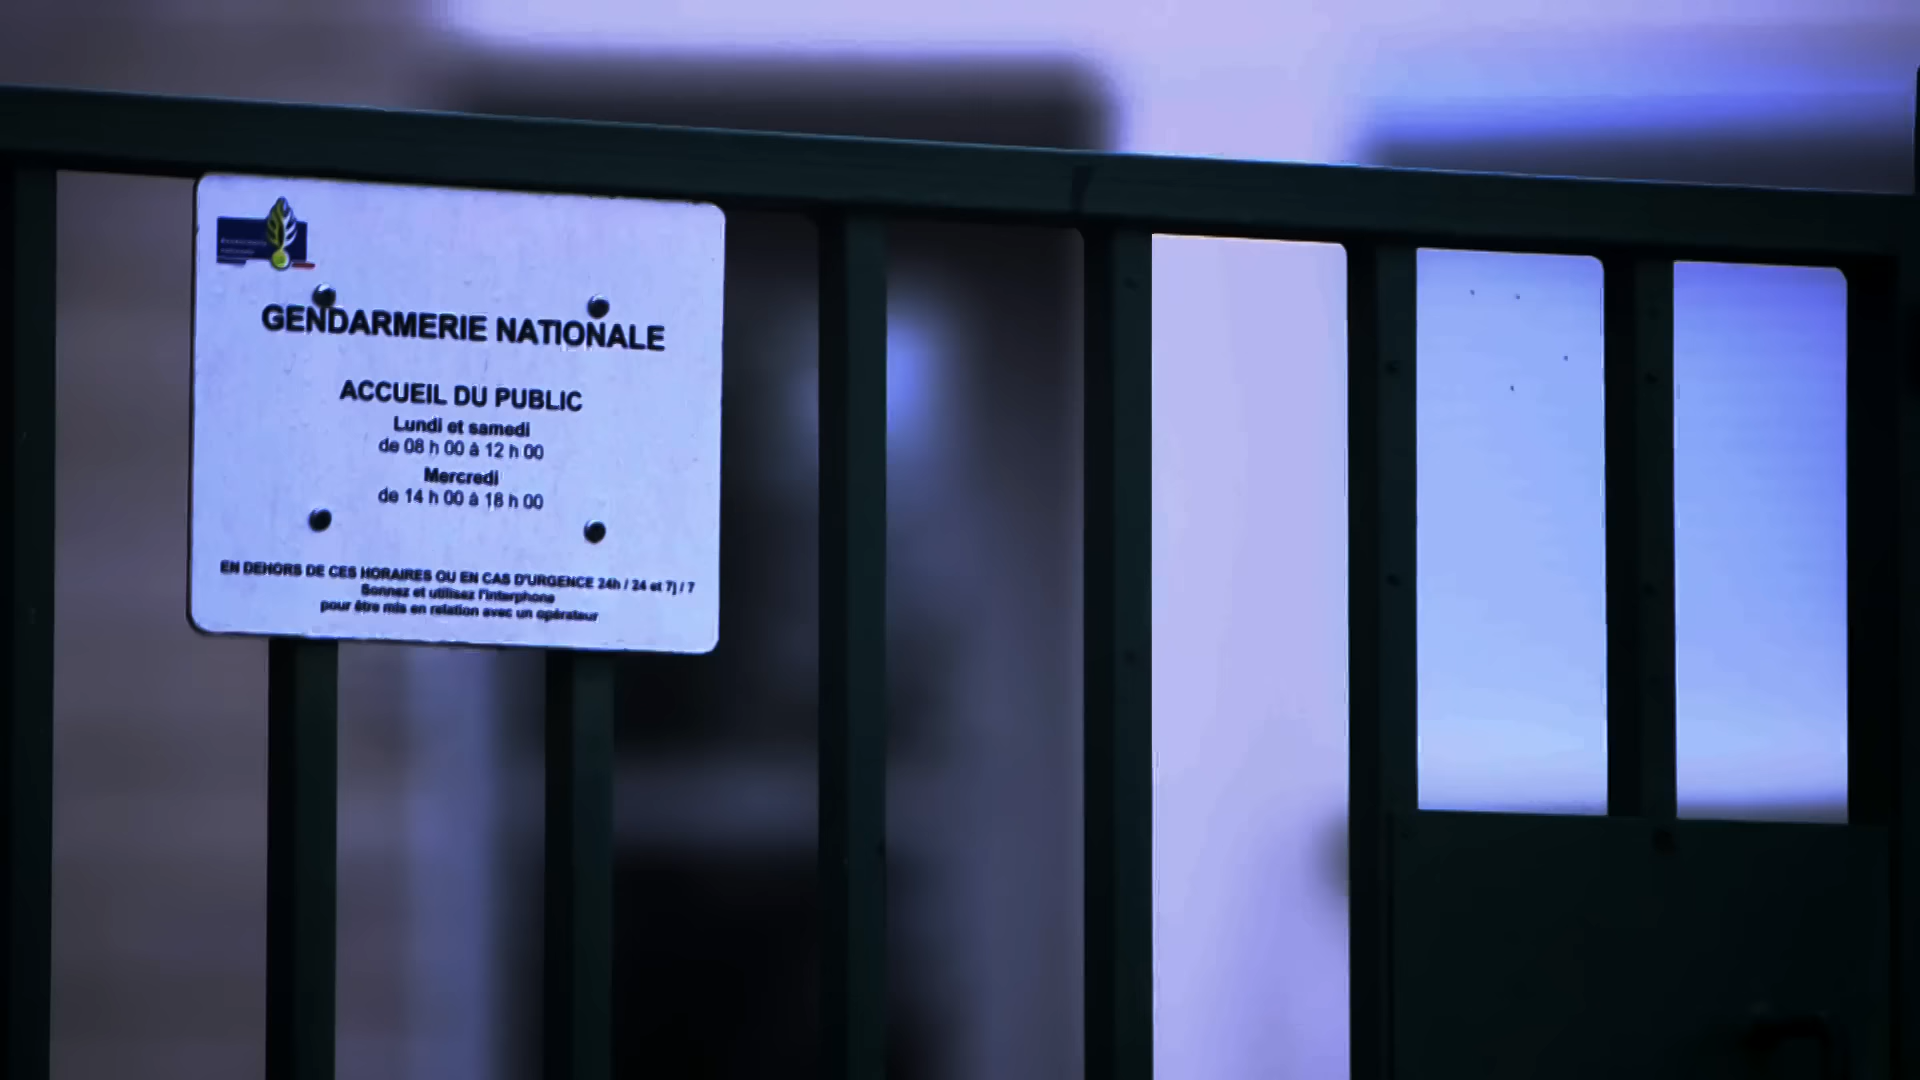 GENDARMERIE NATIONALE
ACCUEIL DU PUBLIC
Lundi et samedi
de 08 h 00 à 12 h 00
Mercredi
de 14 h 00 à 18 h 00
EN DEHORS DE CES HORAIRES OU EN CAS D'URGENCE 24h / 24 et 7j / 7
Sonnez et utilisez l'interphone
pour être mis en relation avec un opérateur